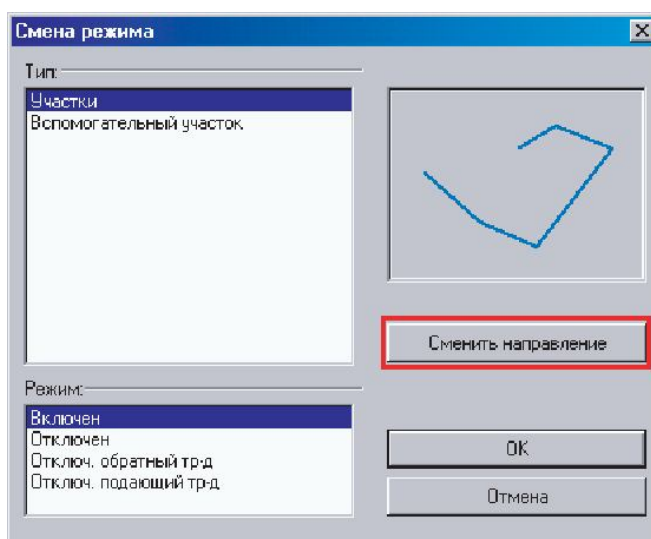 Смена режима
Тип:
Участки
Вспомогательный участок
Сменить направление
Режим:
Включен
Отключен
Отключ. обратный тр-д
Отключ. подающий тр-д
OK
Отмена